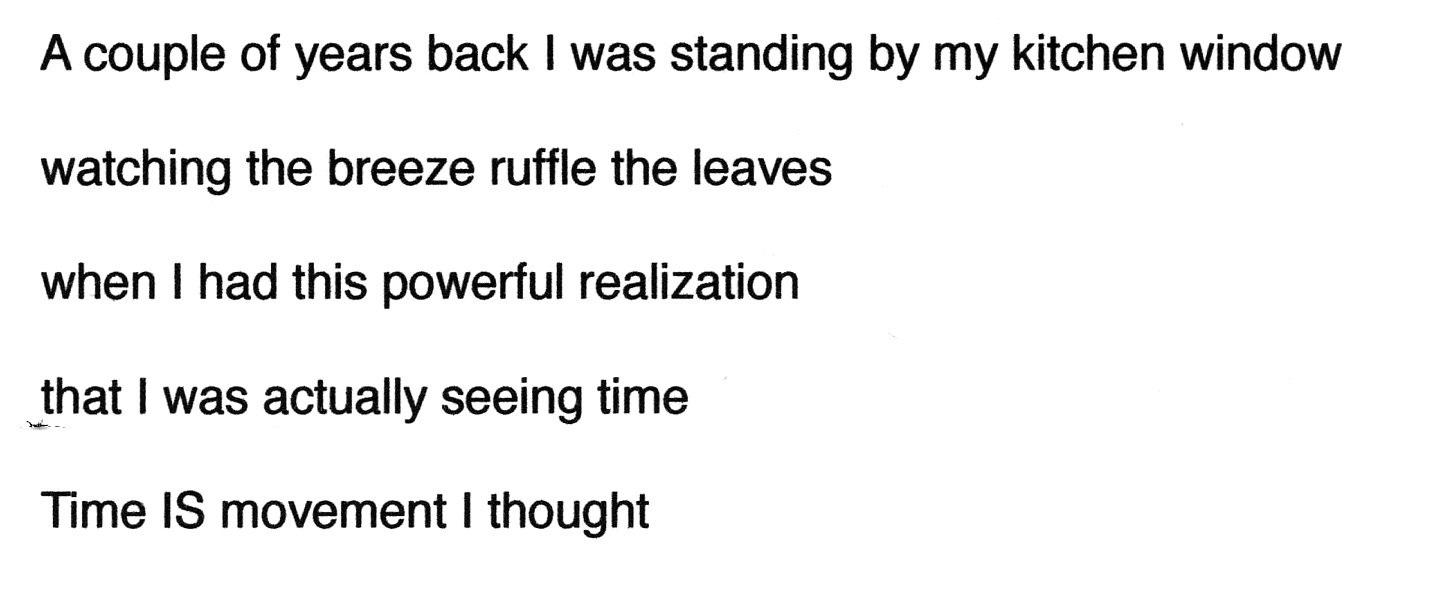 A couple of years back I was standing by my kitchen window
watching the breeze ruffle the leaves
when I had this powerful realization
that I was actually seeing time
Time IS movement I thought